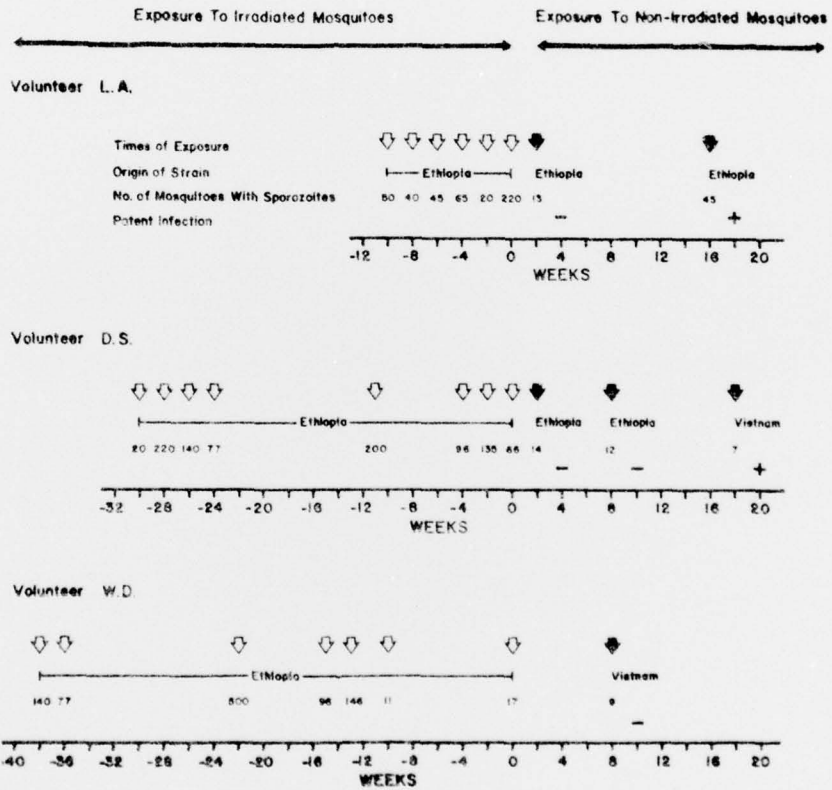 Exposure To Irradiated Mosquitoes Exposure To Non-Irradiated Mosquitoes
Volunteer L.A.
Times of Exposure
Origin of Strain Ethiopia Ethiopia Ethiopia
No. of Mosquitoes With Sporozoites 50 40 45 65 20 220 13 45
Patent Infection − +
-12 -8 -4 0 4 8 12 16 20
WEEKS
Volunteer D.S.
Ethiopia Ethiopia Ethiopia Vietnam
20 220 140 77 200 96 135 86 14 12 7
− − +
-32 -28 -24 -20 -16 -12 -8 -4 0 4 8 12 16 20
WEEKS
Volunteer W.D.
Ethiopia Vietnam
140 77 500 96 146 11 17 9
−
-40 -36 -32 -28 -24 -20 -16 -12 -8 -4 0 4 8 12 16 20
WEEKS